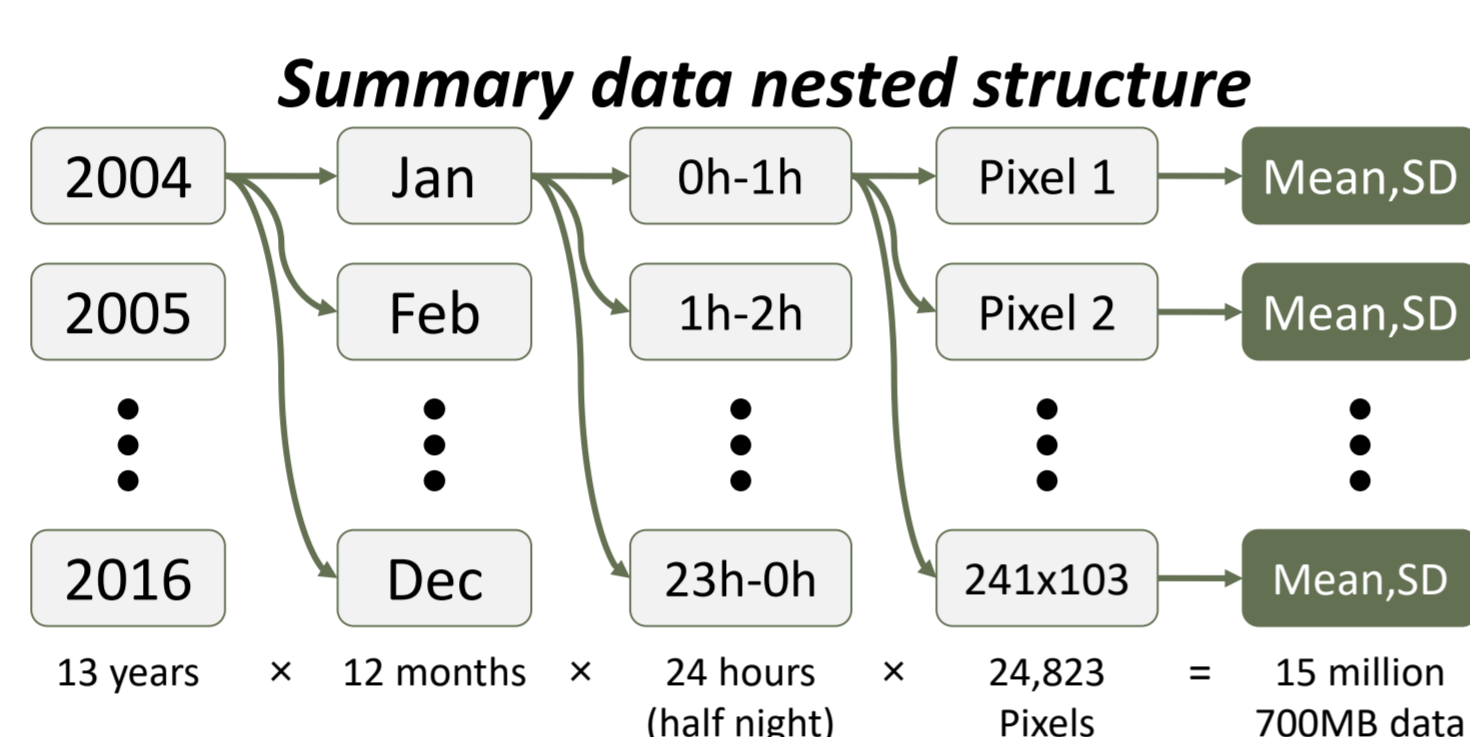 Summary data nested structure
2004 Jan 0h-1h Pixel 1 Mean,SD
2005 Feb 1h-2h Pixel 2 Mean,SD
2016 Dec 23h-0h 241x103 Mean,SD
13 years × 12 months × 24 hours × 24,823 = 15 million
(half night) Pixels 700MB data